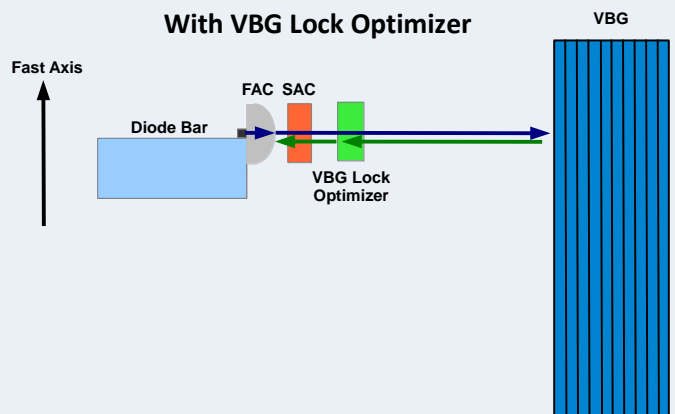 With VBG Lock Optimizer
VBG
Fast Axis
FAC SAC
Diode Bar
VBG Lock
Optimizer